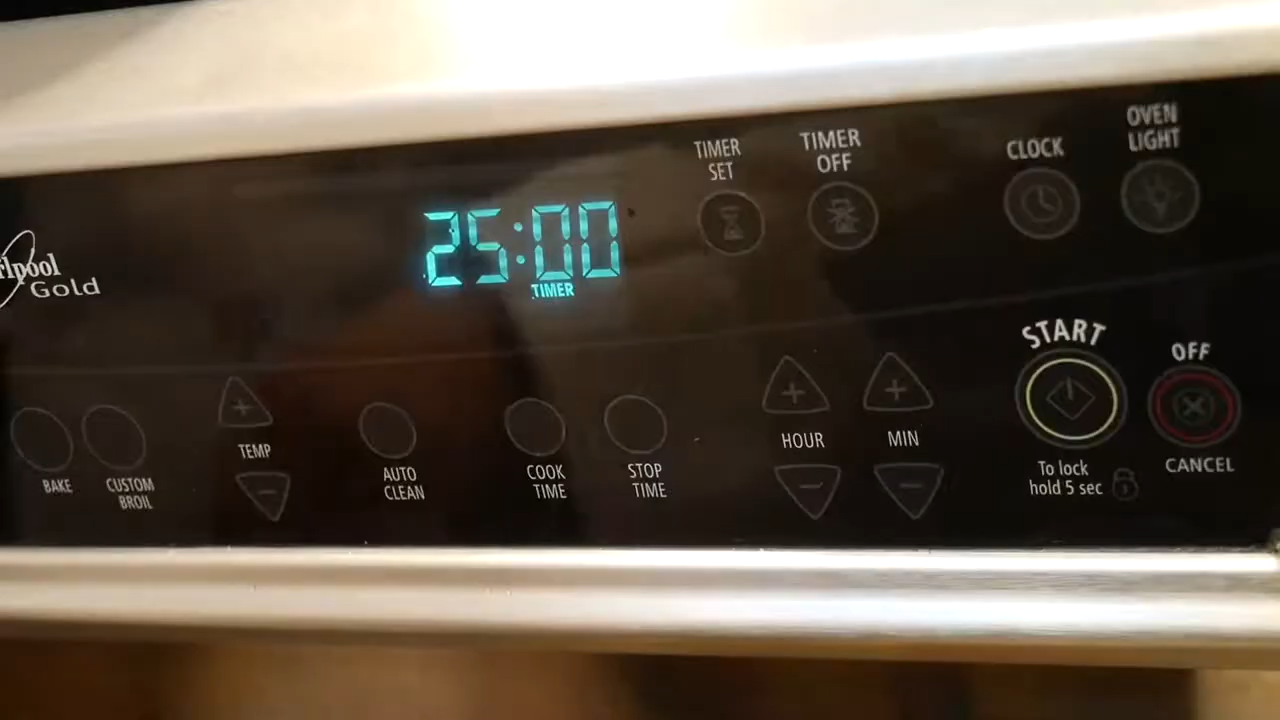 TIMER
SET
TIMER
OFF
CLOCK
OVEN
LIGHT
25:00
TIMER
Gold
START
OFF
BAKE
CUSTOM
BROIL
TEMP
AUTO
CLEAN
COOK
TIME
STOP
TIME
HOUR
MIN
To lock
hold 5 sec
CANCEL